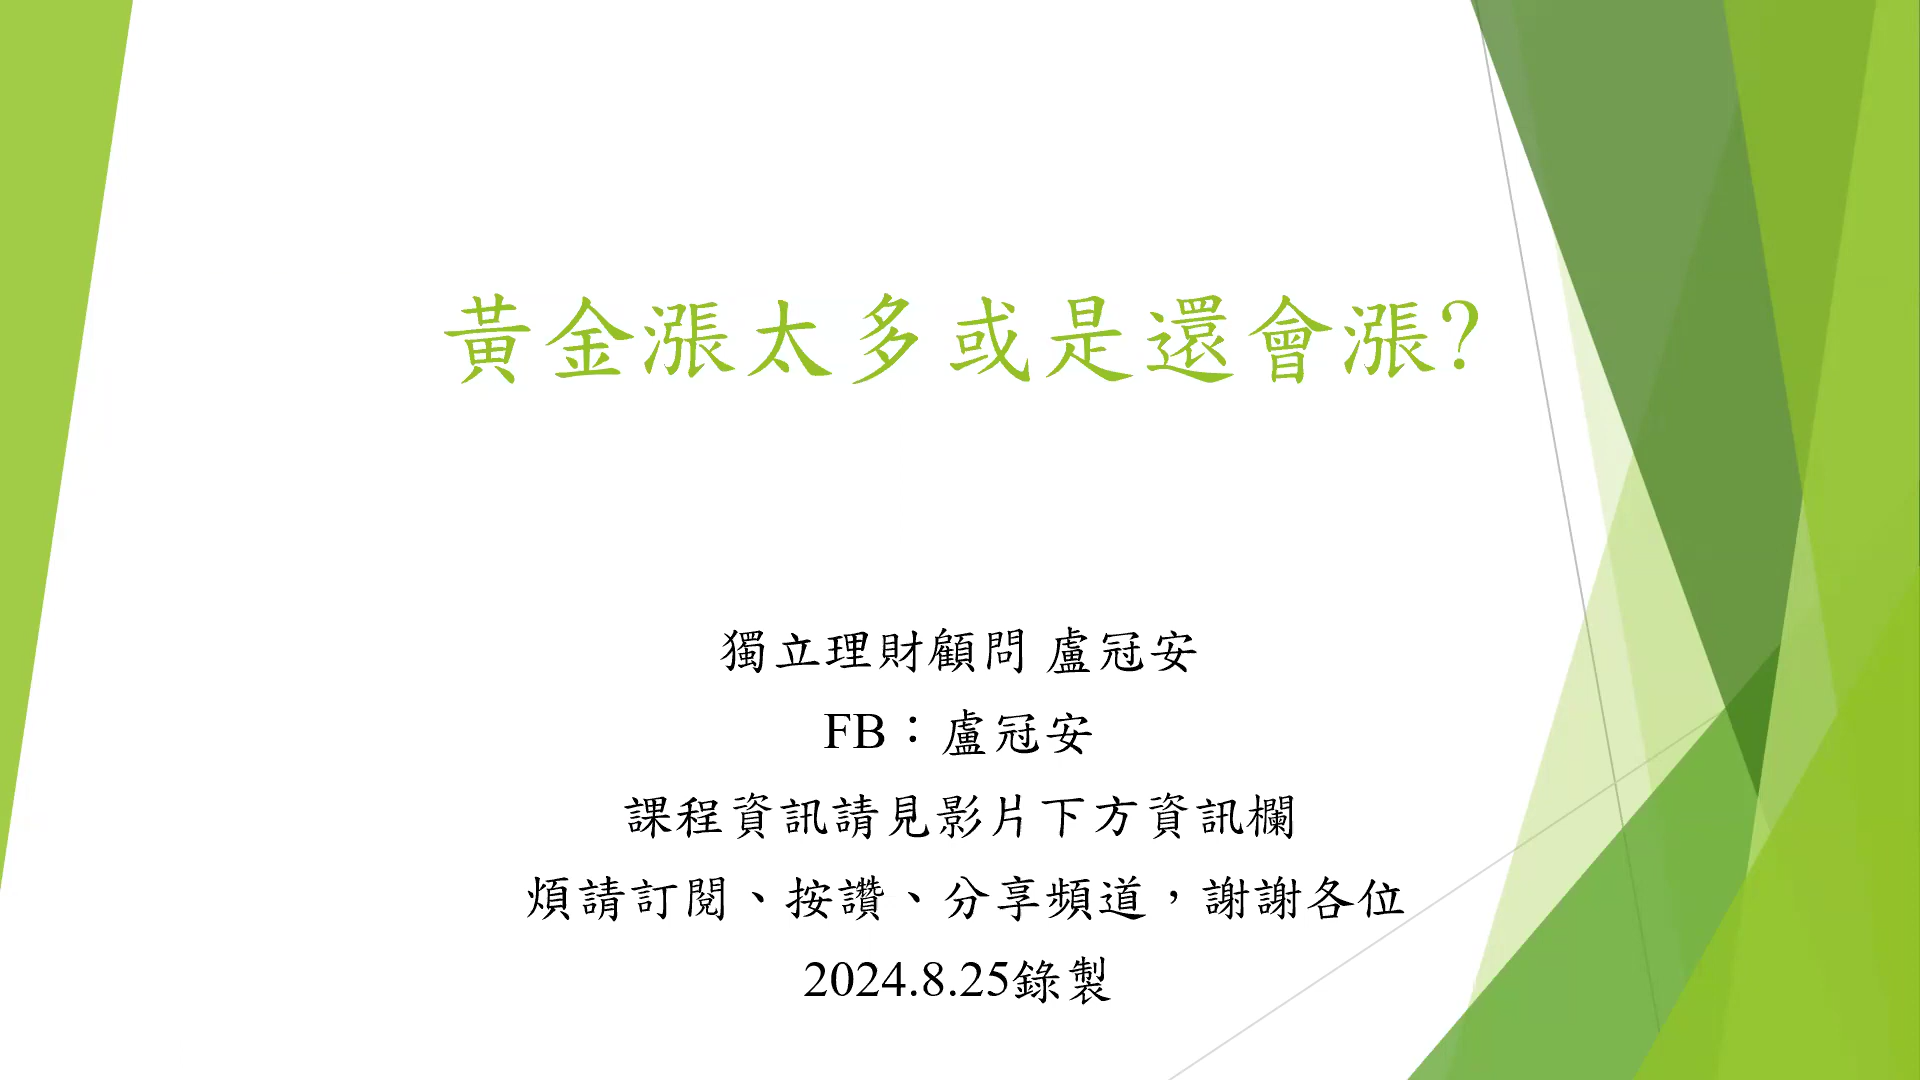 黃金漲太多或是還會漲?
獨立理財顧問 盧冠安
FB：盧冠安
課程資訊請見影片下方資訊欄
煩請訂閱、按讚、分享頻道，謝謝各位
2024.8.25錄製